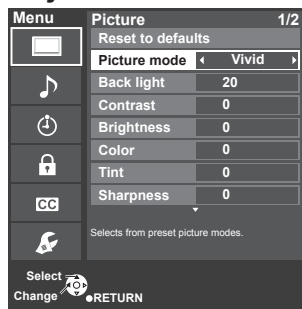 Menu
Picture 1/2
Reset to defaults
Picture mode Vivid
Back light 20
Contrast 0
Brightness 0
Color 0
Tint 0
Sharpness 0
CC
Selects from preset picture modes.
Select
Change
RETURN